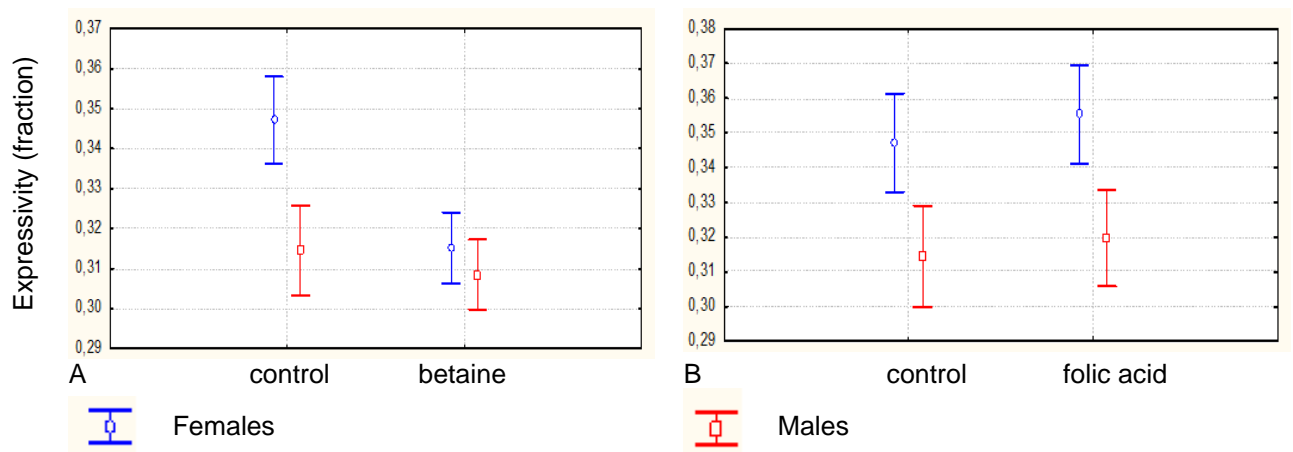 Expressivity (fraction)
0,37
0,36
0,35
0,34
0,33
0,32
0,31
0,30
0,29
A
control
betaine
0,38
0,37
0,36
0,35
0,34
0,33
0,32
0,31
0,30
0,29
B
control
folic acid
Females
Males